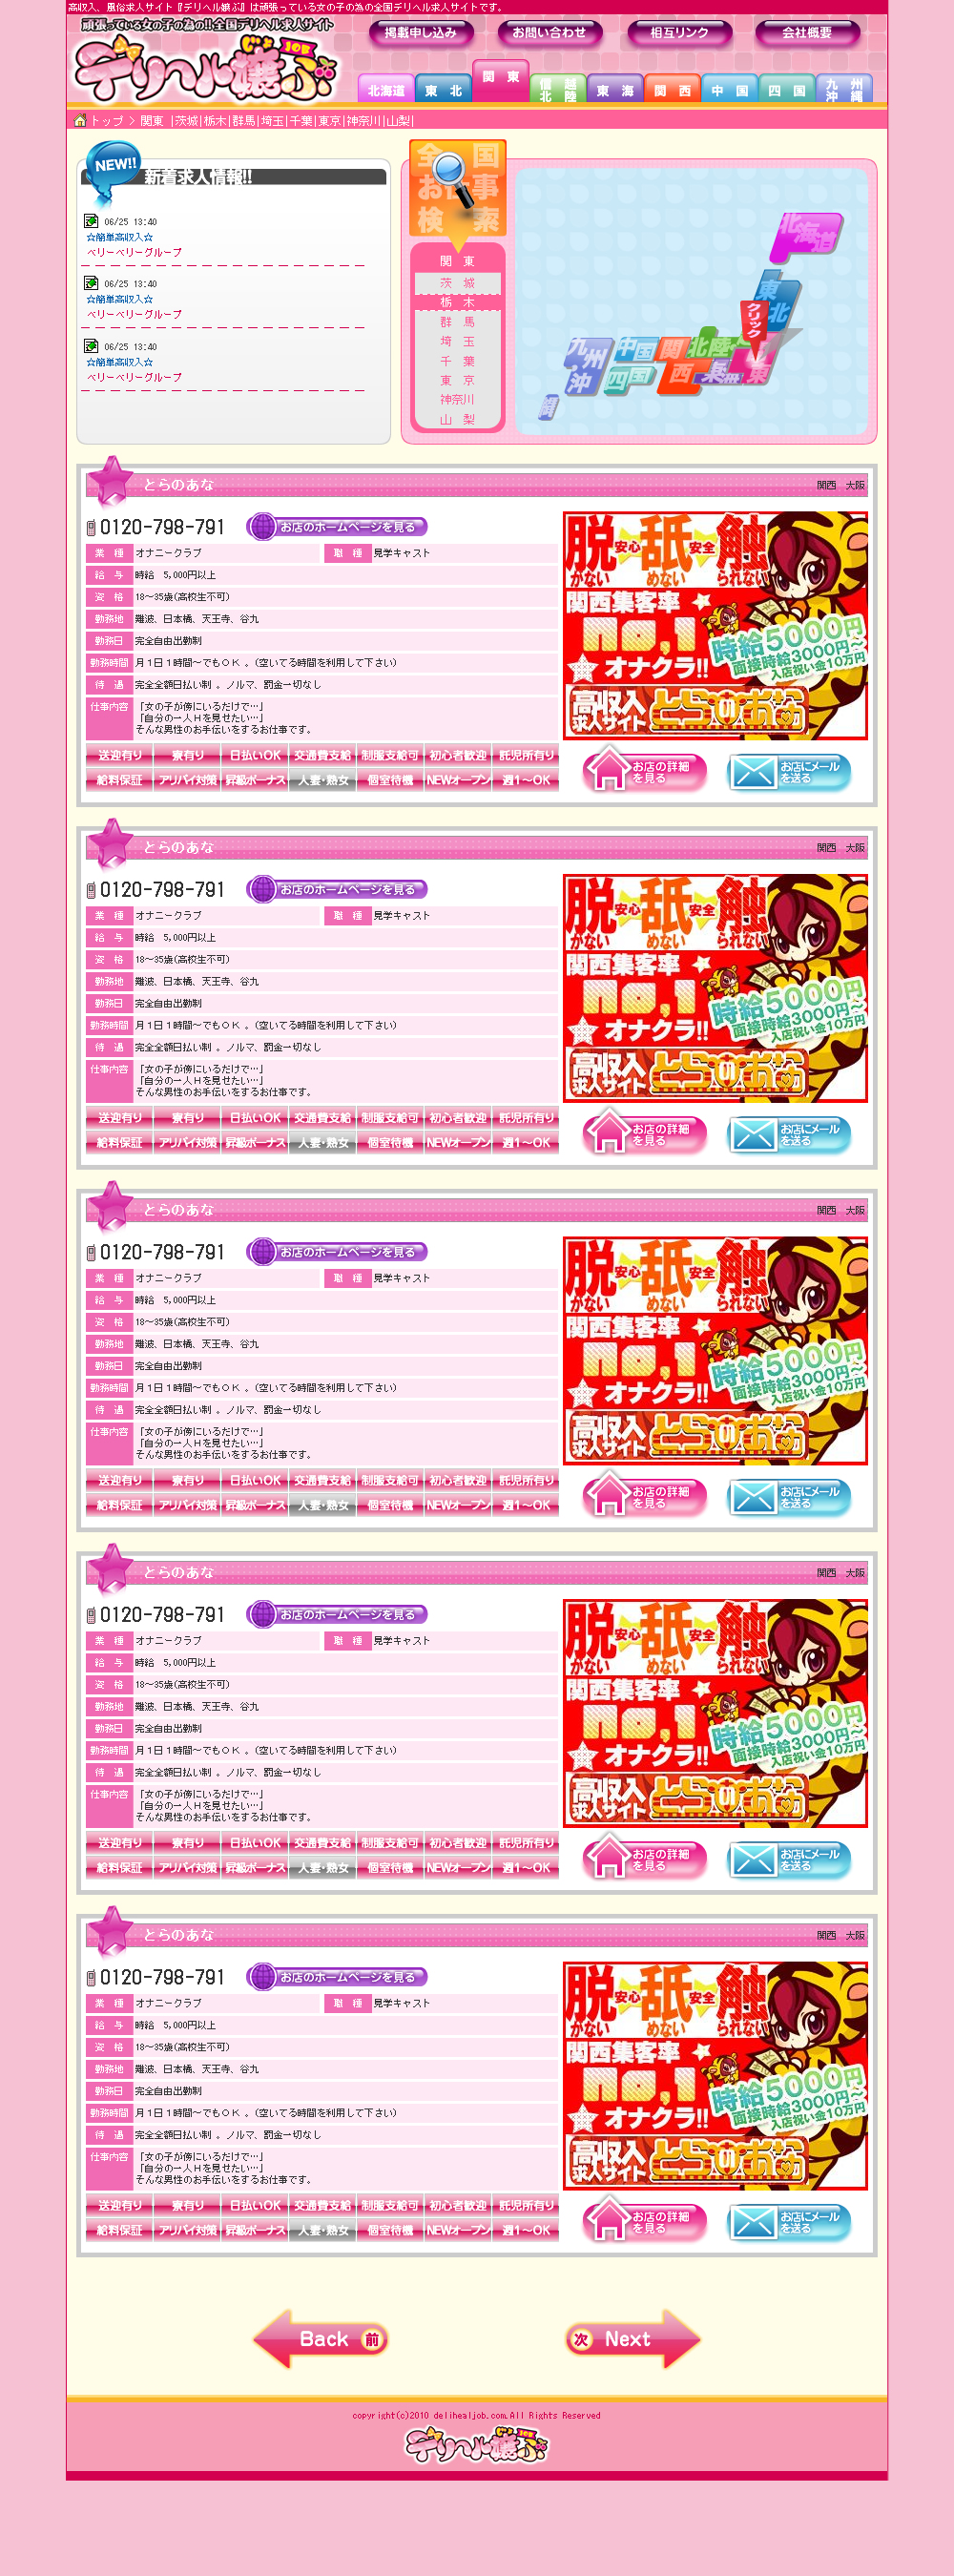 高収入、風俗求人サイト『デリヘル嬢ぶ』は頑張っている女の子の為の全国デリヘル求人サイトです。
頑張っている女の子の為の!!全国デリヘル求人サイト
デリヘル嬢ぶ JOB
掲載申し込み お問い合わせ 相互リンク 会社概要
北海道 東 北 関 東 信越北陸 東 海 関 西 中 国 四 国 九州沖縄
トップ > 関東 |茨城|栃木|群馬|埼玉|千葉|東京|神奈川|山梨|
NEW!! 新着求人情報!!
06/25 13:40
☆簡単高収入☆
べリーベリーグループ
06/25 13:40
☆簡単高収入☆
べリーベリーグループ
06/25 13:40
☆簡単高収入☆
べリーベリーグループ
全国
お仕事
検索
関 東
茨 城
栃 木
群 馬
埼 玉
千 葉
東 京
神奈川
山 梨
北海道
東北
クリック
北陸
関西
中国
四国
九州・沖
東
とらのあな 関西 大阪
0120-798-791 お店のホームページを見る
業 種 オナニークラブ 職 種 見学キャスト
給 与 時給 5,000円以上
資 格 18～35歳(高校生不可)
勤務地 難波、日本橋、天王寺、谷九
勤務日 完全自由出勤制
勤務時間 月１日１時間～でもＯＫ 。(空いてる時間を利用して下さい)
待 遇 完全全額日払い制 。ノルマ、罰金一切なし
仕事内容 「女の子が傍にいるだけで…」
「自分の一人Ｈを見せたい…」
そんな男性のお手伝いをするお仕事です。
送迎有り 寮有り 日払いOK 交通費支給 制服支給可 初心者歓迎 託児所有り
給料保証 アリバイ対策 昇級ボーナス 人妻・熟女 個室待機 NEWオープン 週1～OK
脱がない 安心 舐めない 安全 触られない
関西集客率
no.1
オナクラ!!
時給5000円
面接時給3000円～
入店祝い金10万円
高収入求人サイト とらのあな
お店の詳細を見る お店にメールを送る
とらのあな 関西 大阪
0120-798-791 お店のホームページを見る
業 種 オナニークラブ 職 種 見学キャスト
給 与 時給 5,000円以上
資 格 18～35歳(高校生不可)
勤務地 難波、日本橋、天王寺、谷九
勤務日 完全自由出勤制
勤務時間 月１日１時間～でもＯＫ 。(空いてる時間を利用して下さい)
待 遇 完全全額日払い制 。ノルマ、罰金一切なし
仕事内容 「女の子が傍にいるだけで…」
「自分の一人Ｈを見せたい…」
そんな男性のお手伝いをするお仕事です。
送迎有り 寮有り 日払いOK 交通費支給 制服支給可 初心者歓迎 託児所有り
給料保証 アリバイ対策 昇級ボーナス 人妻・熟女 個室待機 NEWオープン 週1～OK
脱がない 安心 舐めない 安全 触られない
関西集客率
no.1
オナクラ!!
時給5000円
面接時給3000円～
入店祝い金10万円
高収入求人サイト とらのあな
お店の詳細を見る お店にメールを送る
とらのあな 関西 大阪
0120-798-791 お店のホームページを見る
業 種 オナニークラブ 職 種 見学キャスト
給 与 時給 5,000円以上
資 格 18～35歳(高校生不可)
勤務地 難波、日本橋、天王寺、谷九
勤務日 完全自由出勤制
勤務時間 月１日１時間～でもＯＫ 。(空いてる時間を利用して下さい)
待 遇 完全全額日払い制 。ノルマ、罰金一切なし
仕事内容 「女の子が傍にいるだけで…」
「自分の一人Ｈを見せたい…」
そんな男性のお手伝いをするお仕事です。
送迎有り 寮有り 日払いOK 交通費支給 制服支給可 初心者歓迎 託児所有り
給料保証 アリバイ対策 昇級ボーナス 人妻・熟女 個室待機 NEWオープン 週1～OK
脱がない 安心 舐めない 安全 触られない
関西集客率
no.1
オナクラ!!
時給5000円
面接時給3000円～
入店祝い金10万円
高収入求人サイト とらのあな
お店の詳細を見る お店にメールを送る
とらのあな 関西 大阪
0120-798-791 お店のホームページを見る
業 種 オナニークラブ 職 種 見学キャスト
給 与 時給 5,000円以上
資 格 18～35歳(高校生不可)
勤務地 難波、日本橋、天王寺、谷九
勤務日 完全自由出勤制
勤務時間 月１日１時間～でもＯＫ 。(空いてる時間を利用して下さい)
待 遇 完全全額日払い制 。ノルマ、罰金一切なし
仕事内容 「女の子が傍にいるだけで…」
「自分の一人Ｈを見せたい…」
そんな男性のお手伝いをするお仕事です。
送迎有り 寮有り 日払いOK 交通費支給 制服支給可 初心者歓迎 託児所有り
給料保証 アリバイ対策 昇級ボーナス 人妻・熟女 個室待機 NEWオープン 週1～OK
脱がない 安心 舐めない 安全 触られない
関西集客率
no.1
オナクラ!!
時給5000円
面接時給3000円～
入店祝い金10万円
高収入求人サイト とらのあな
お店の詳細を見る お店にメールを送る
とらのあな 関西 大阪
0120-798-791 お店のホームページを見る
業 種 オナニークラブ 職 種 見学キャスト
給 与 時給 5,000円以上
資 格 18～35歳(高校生不可)
勤務地 難波、日本橋、天王寺、谷九
勤務日 完全自由出勤制
勤務時間 月１日１時間～でもＯＫ 。(空いてる時間を利用して下さい)
待 遇 完全全額日払い制 。ノルマ、罰金一切なし
仕事内容 「女の子が傍にいるだけで…」
「自分の一人Ｈを見せたい…」
そんな男性のお手伝いをするお仕事です。
送迎有り 寮有り 日払いOK 交通費支給 制服支給可 初心者歓迎 託児所有り
給料保証 アリバイ対策 昇級ボーナス 人妻・熟女 個室待機 NEWオープン 週1～OK
脱がない 安心 舐めない 安全 触られない
関西集客率
no.1
オナクラ!!
時給5000円
面接時給3000円～
入店祝い金10万円
高収入求人サイト とらのあな
お店の詳細を見る お店にメールを送る
Back 前 次 Next
copyright(c)2010 delihealjob.com.All Rights Reserved
デリヘル嬢ぶ JOB